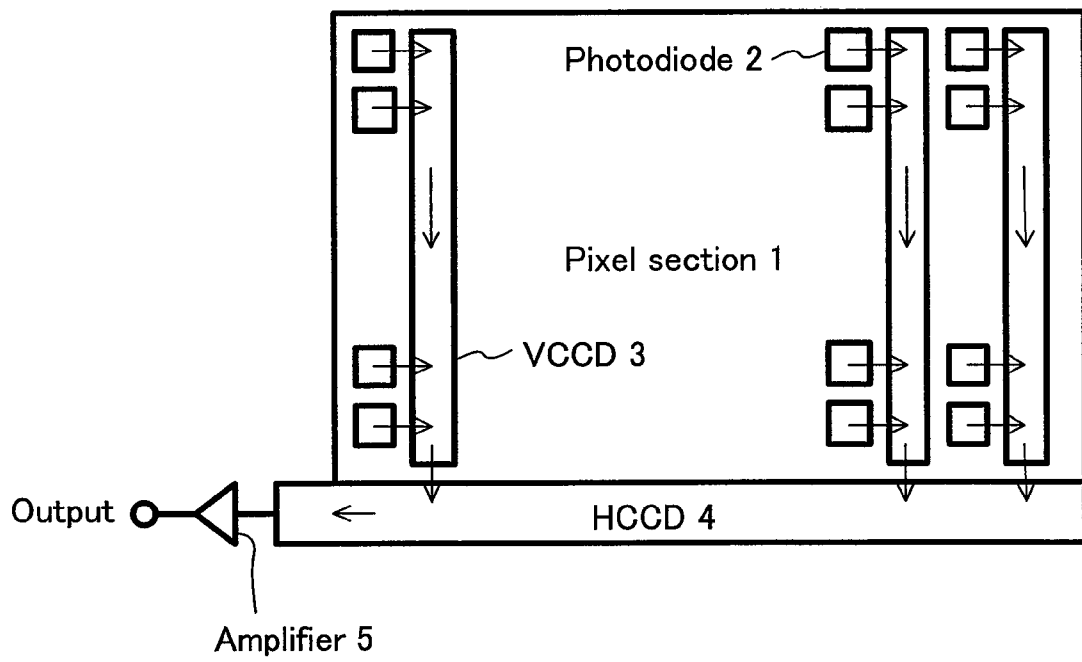 Photodiode 2
Pixel section 1
VCCD 3
Output
HCCD 4
Amplifier 5